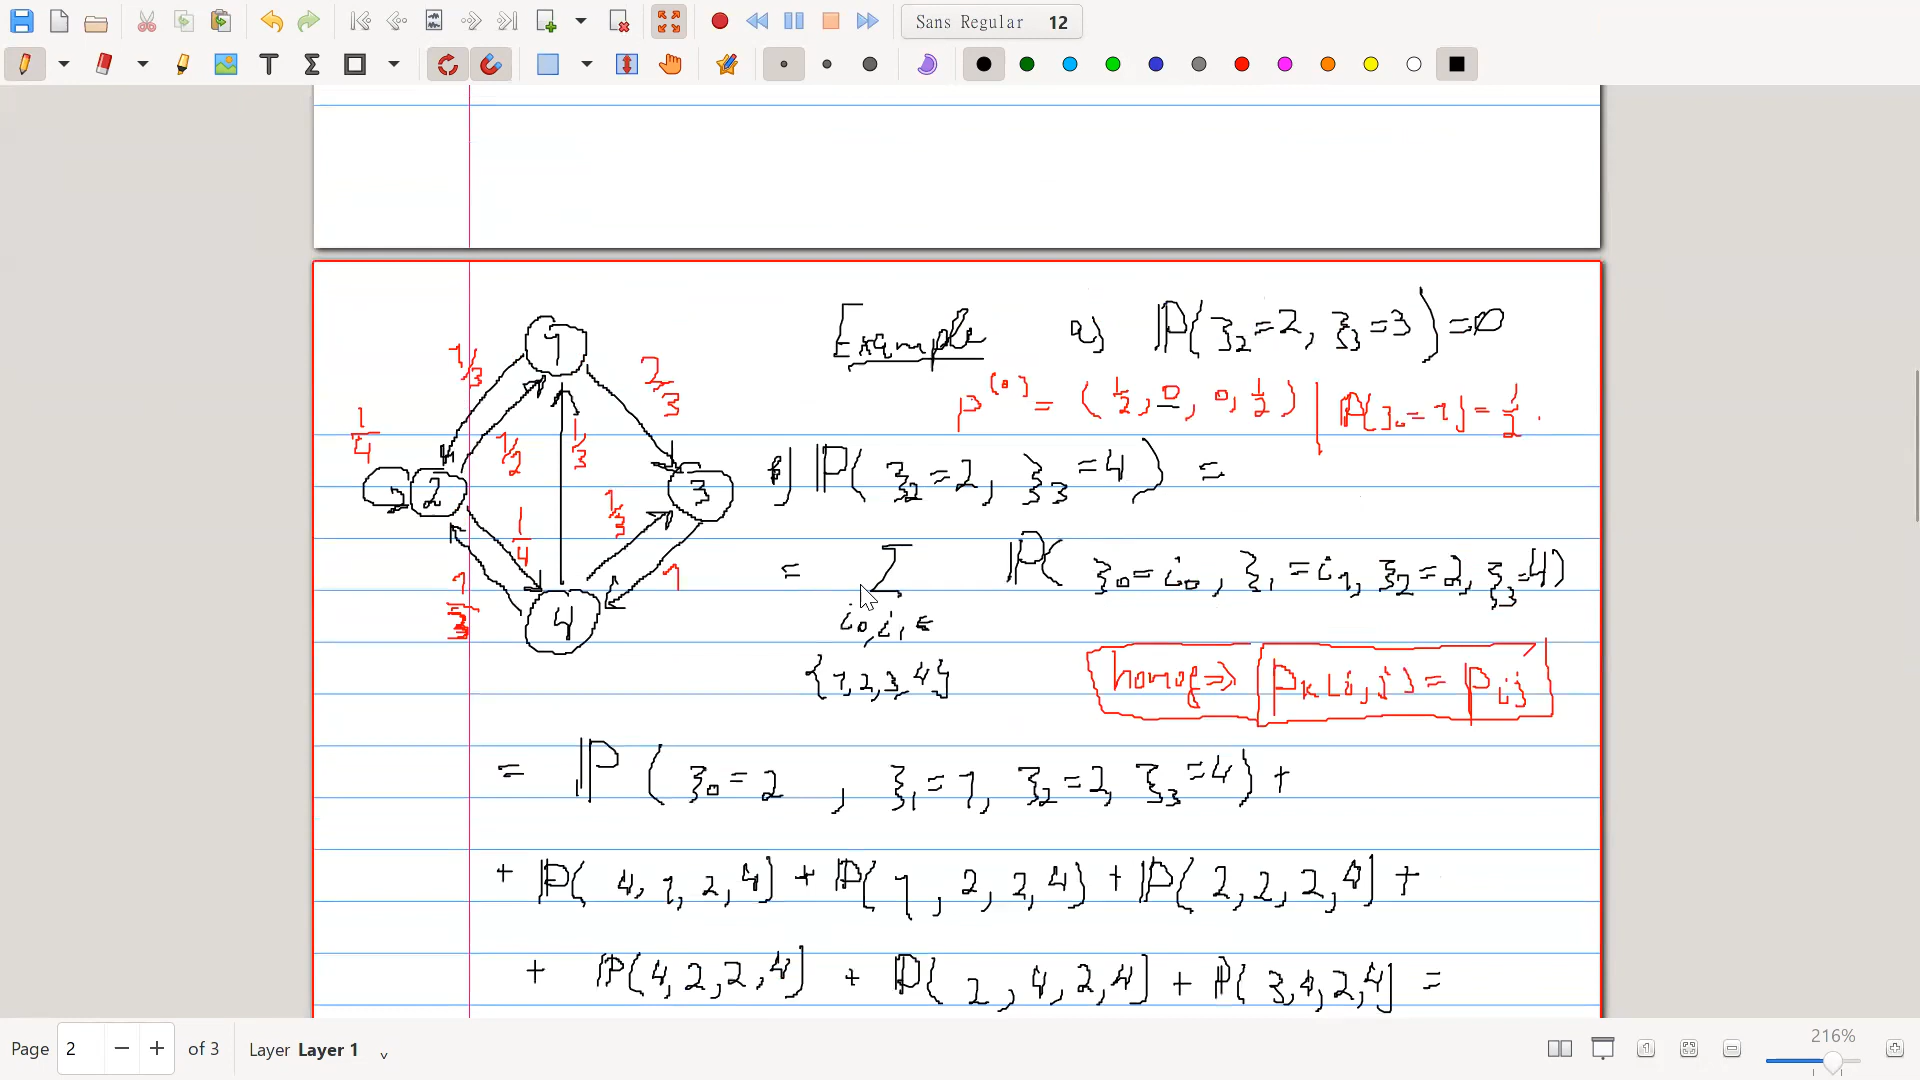 Sans Regular 12
Example a) ℙ(ξ₂=2, ξ₃=3)=0
p⁽⁰⁾ = (1/2, 0, 0, 1/2) | ℙ(ξ₀=1)=1/2.
1
1/3
2/3
1/4
1/2
1/3
2
3
1/3
1/4
1
1/3
4
b) ℙ(ξ₂=2, ξ₃=4) =
= Σ ℙ(ξ₀=i₀, ξ₁=i₁, ξ₂=2, ξ₃=4)
i₀,i₁ ∈
{1,2,3,4}
homog ⇒ pₖ(i,j) = pᵢⱼ
= ℙ(ξ₀=2, ξ₁=1, ξ₂=2, ξ₃=4) +
+ ℙ(4,1,2,4) + ℙ(1,2,2,4) + ℙ(2,2,2,4) +
+ ℙ(4,2,2,4) + ℙ(2,4,2,4) + ℙ(3,4,2,4) =
Page 2 of 3 Layer Layer 1
216%